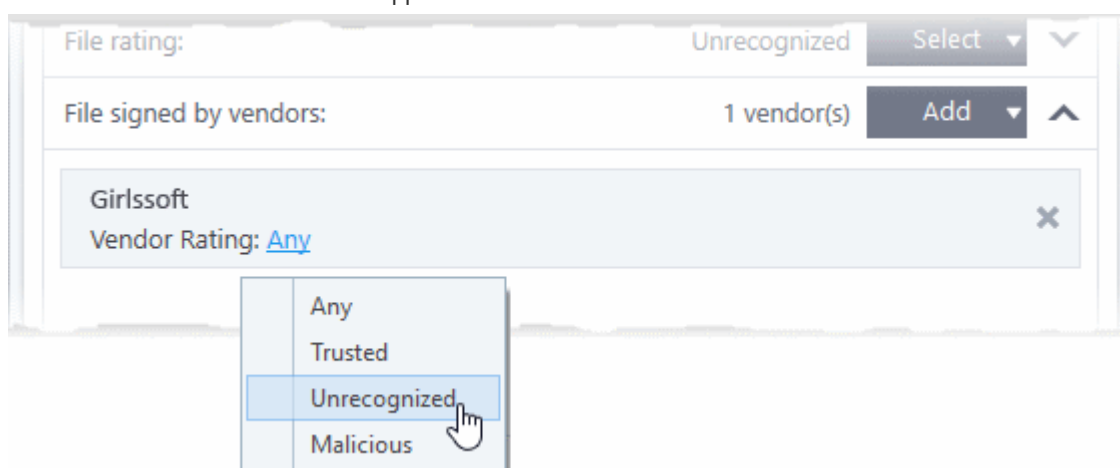 File rating: Unrecognized Select
File signed by vendors: 1 vendor(s) Add
Girlssoft
Vendor Rating: Any
Any
Trusted
Unrecognized
Malicious